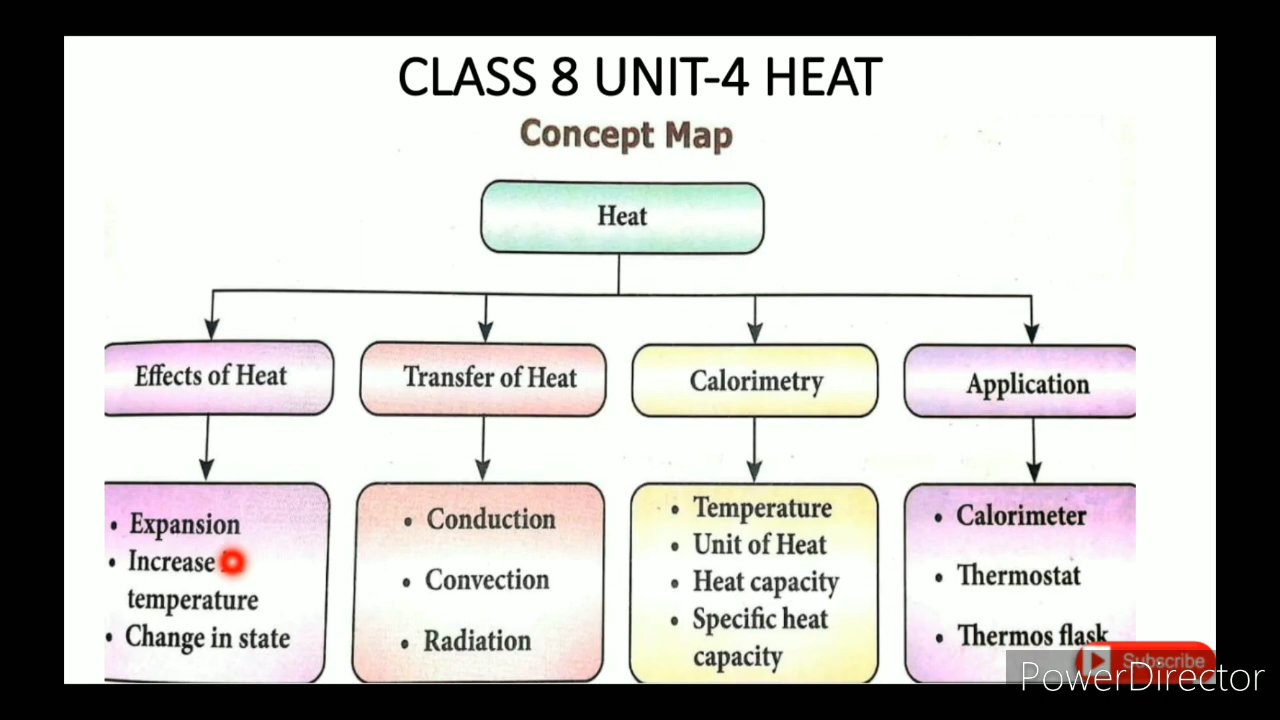 CLASS 8 UNIT-4 HEAT
Concept Map
Heat
Effects of Heat
Transfer of Heat
Calorimetry
Application
• Expansion
• Increase
temperature
• Change in state
• Conduction
• Convection
• Radiation
• Temperature
• Unit of Heat
• Heat capacity
• Specific heat
capacity
• Calorimeter
• Thermostat
• Thermos flask
Subscribe
PowerDirector